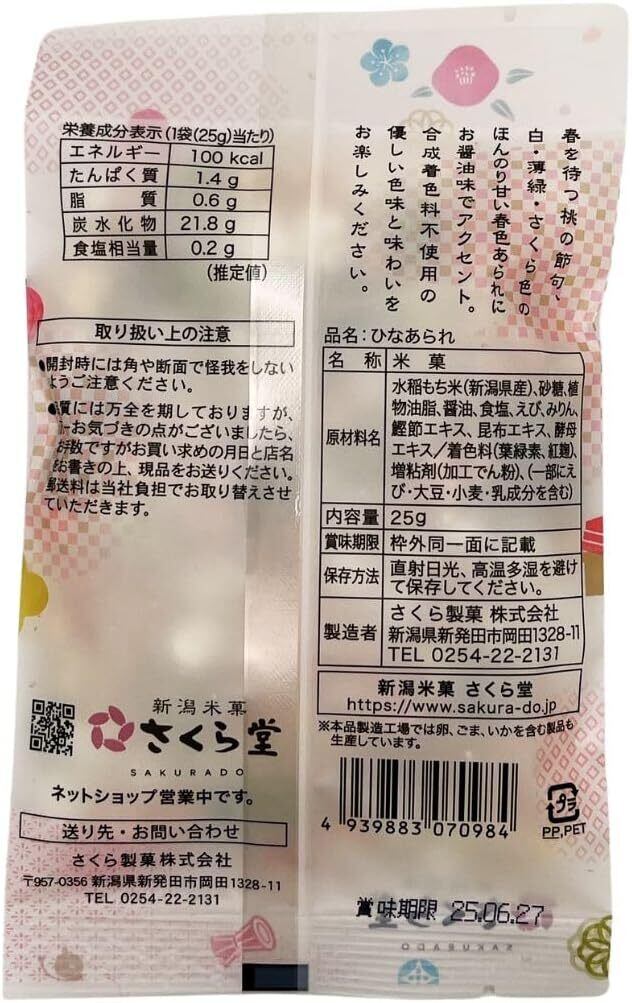 栄養成分表示(1袋(25g)当たり)
エネルギー 100 kcal
たんぱく質 1.4 g
脂質 0.6 g
炭水化物 21.8 g
食塩相当量 0.2 g
(推定値)
取り扱い上の注意
●開封時には角や断面で怪我をしない
ようご注意ください。
質には万全を期しておりますが、
一お気づきの点がございましたら、
お手数ですがお買い求めの月日と店名
をお書きの上、現品をお送りください。
郵送料は当社負担でお取り替えさせ
ていただきます。
新潟米菓
さくら堂
SAKURADO
ネットショップ営業中です。
送り先・お問い合わせ
さくら製菓株式会社
〒957-0356 新潟県新発田市岡田1328-11
TEL 0254-22-2131
春を待つ桃の節句、
白・薄緑・さくら色の
ほんのり甘い春色あられに
お醤油味でアクセント。
合成着色料不使用の
優しい色味と味わいを
お楽しみください。
品名:ひなあられ
名称 米菓
原材料名 水稲もち米(新潟県産)、砂糖、植
物油脂、醤油、食塩、えび、みりん、
鰹節エキス、昆布エキス、酵母
エキス/着色料(葉緑素、紅麹)、
増粘剤(加工でん粉)、(一部にえ
び・大豆・小麦・乳成分を含む)
内容量 25g
賞味期限 枠外同一面に記載
保存方法 直射日光、高温多湿を避け
て保存してください。
製造者 さくら製菓 株式会社
新潟県新発田市岡田1328-11
TEL 0254-22-2131
新潟米菓 さくら堂
https://www.sakura-do.jp
※本品製造工場では卵、ごま、いかを含む製品も
生産しています。
4 939883 070984
プラ
PP,PET
賞味期限 25.06.27